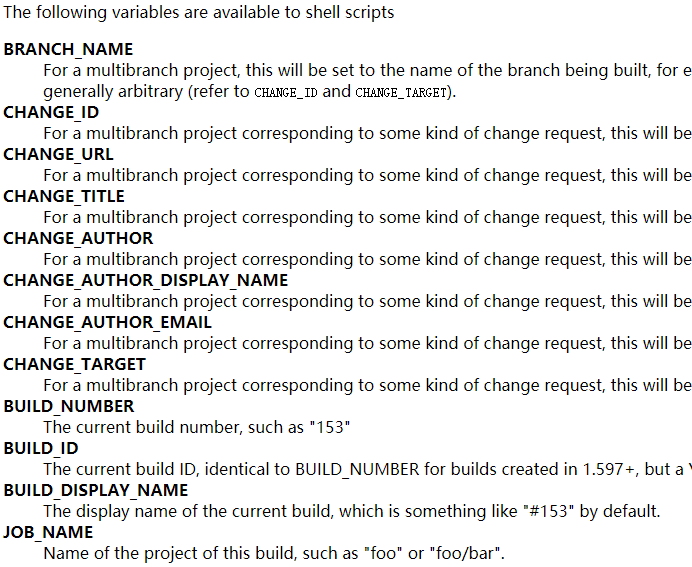 The following variables are available to shell scripts
BRANCH_NAME
For a multibranch project, this will be set to the name of the branch being built, for e
generally arbitrary (refer to CHANGE_ID and CHANGE_TARGET).
CHANGE_ID
For a multibranch project corresponding to some kind of change request, this will be
CHANGE_URL
For a multibranch project corresponding to some kind of change request, this will be
CHANGE_TITLE
For a multibranch project corresponding to some kind of change request, this will be
CHANGE_AUTHOR
For a multibranch project corresponding to some kind of change request, this will be
CHANGE_AUTHOR_DISPLAY_NAME
For a multibranch project corresponding to some kind of change request, this will be
CHANGE_AUTHOR_EMAIL
For a multibranch project corresponding to some kind of change request, this will be
CHANGE_TARGET
For a multibranch project corresponding to some kind of change request, this will be
BUILD_NUMBER
The current build number, such as "153"
BUILD_ID
The current build ID, identical to BUILD_NUMBER for builds created in 1.597+, but a
BUILD_DISPLAY_NAME
The display name of the current build, which is something like "#153" by default.
JOB_NAME
Name of the project of this build, such as "foo" or "foo/bar".